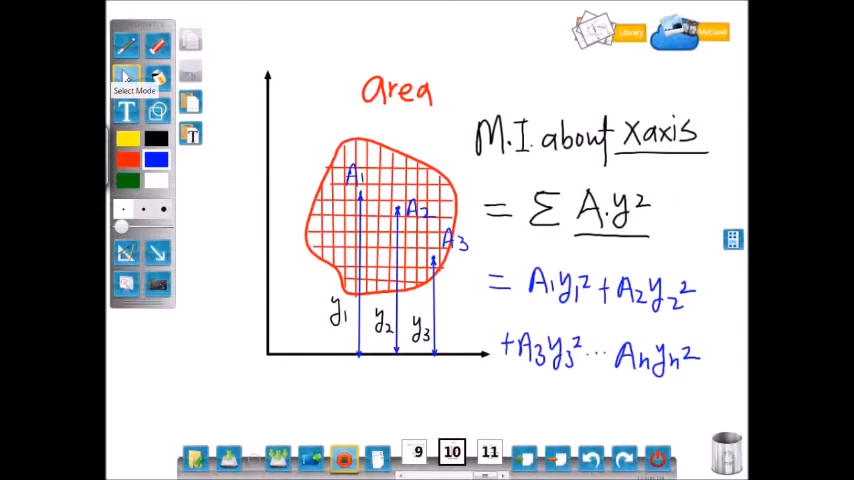 Library
MyCloud
Select Mode
T
T
area
M.I. about Xaxis
= Σ A.y²
= A₁y₁² + A₂y₂²
+A₃y₃² ... Anyn²
A₁
A₂
A₃
y₁
y₂
y₃
9
10
11